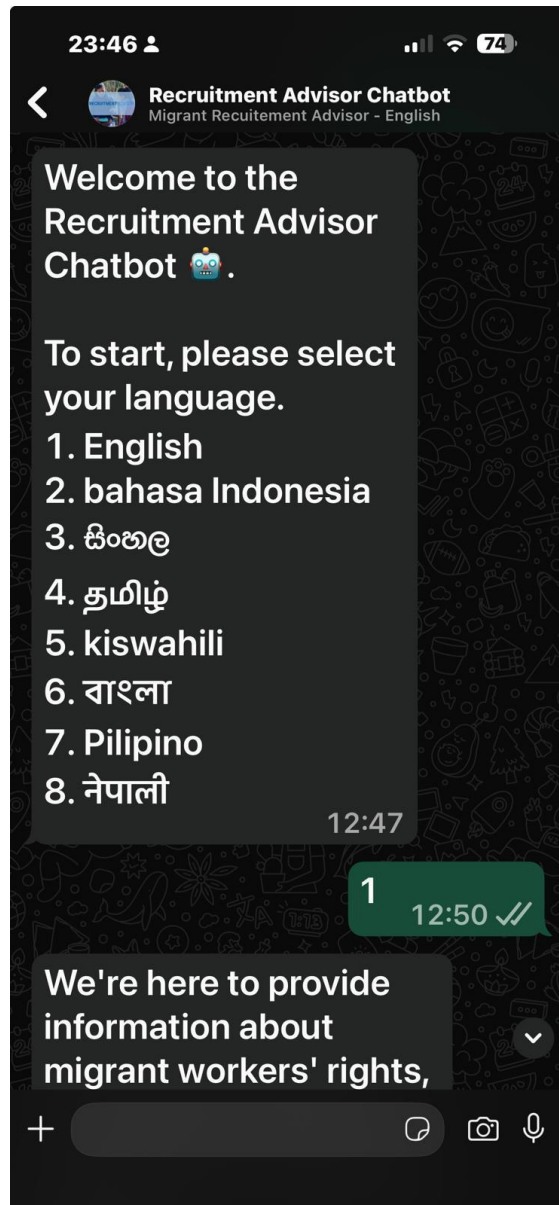 23:46
74
Recruitment Advisor Chatbot
Migrant Recuitement Advisor - English
Welcome to the
Recruitment Advisor
Chatbot 🤖.
To start, please select
your language.
1. English
2. bahasa Indonesia
3. සිංහල
4. தமிழ்
5. kiswahili
6. বাংলা
7. Pilipino
8. नेपाली
12:47
1
12:50
We're here to provide
information about
migrant workers' rights,